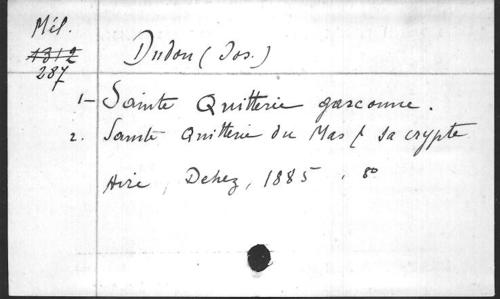 Mél.
1312
287
Dudon (Jos.)
1 - Sainte Quitterie gasconne.
2. Sainte Quitterie du Mas & sa crypte
Aire, Dehez, 1885. 8º